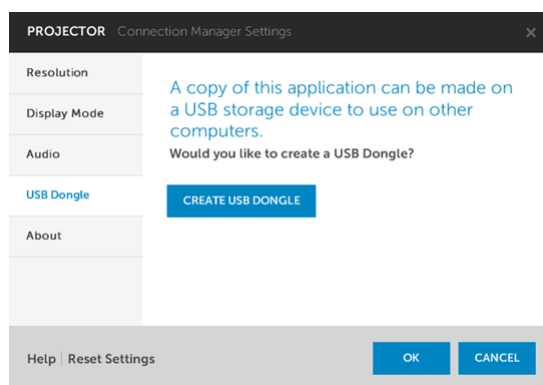 PROJECTOR Connection Manager Settings
Resolution
Display Mode
Audio
USB Dongle
About
A copy of this application can be made on
a USB storage device to use on other
computers.
Would you like to create a USB Dongle?
CREATE USB DONGLE
Help | Reset Settings
OK
CANCEL